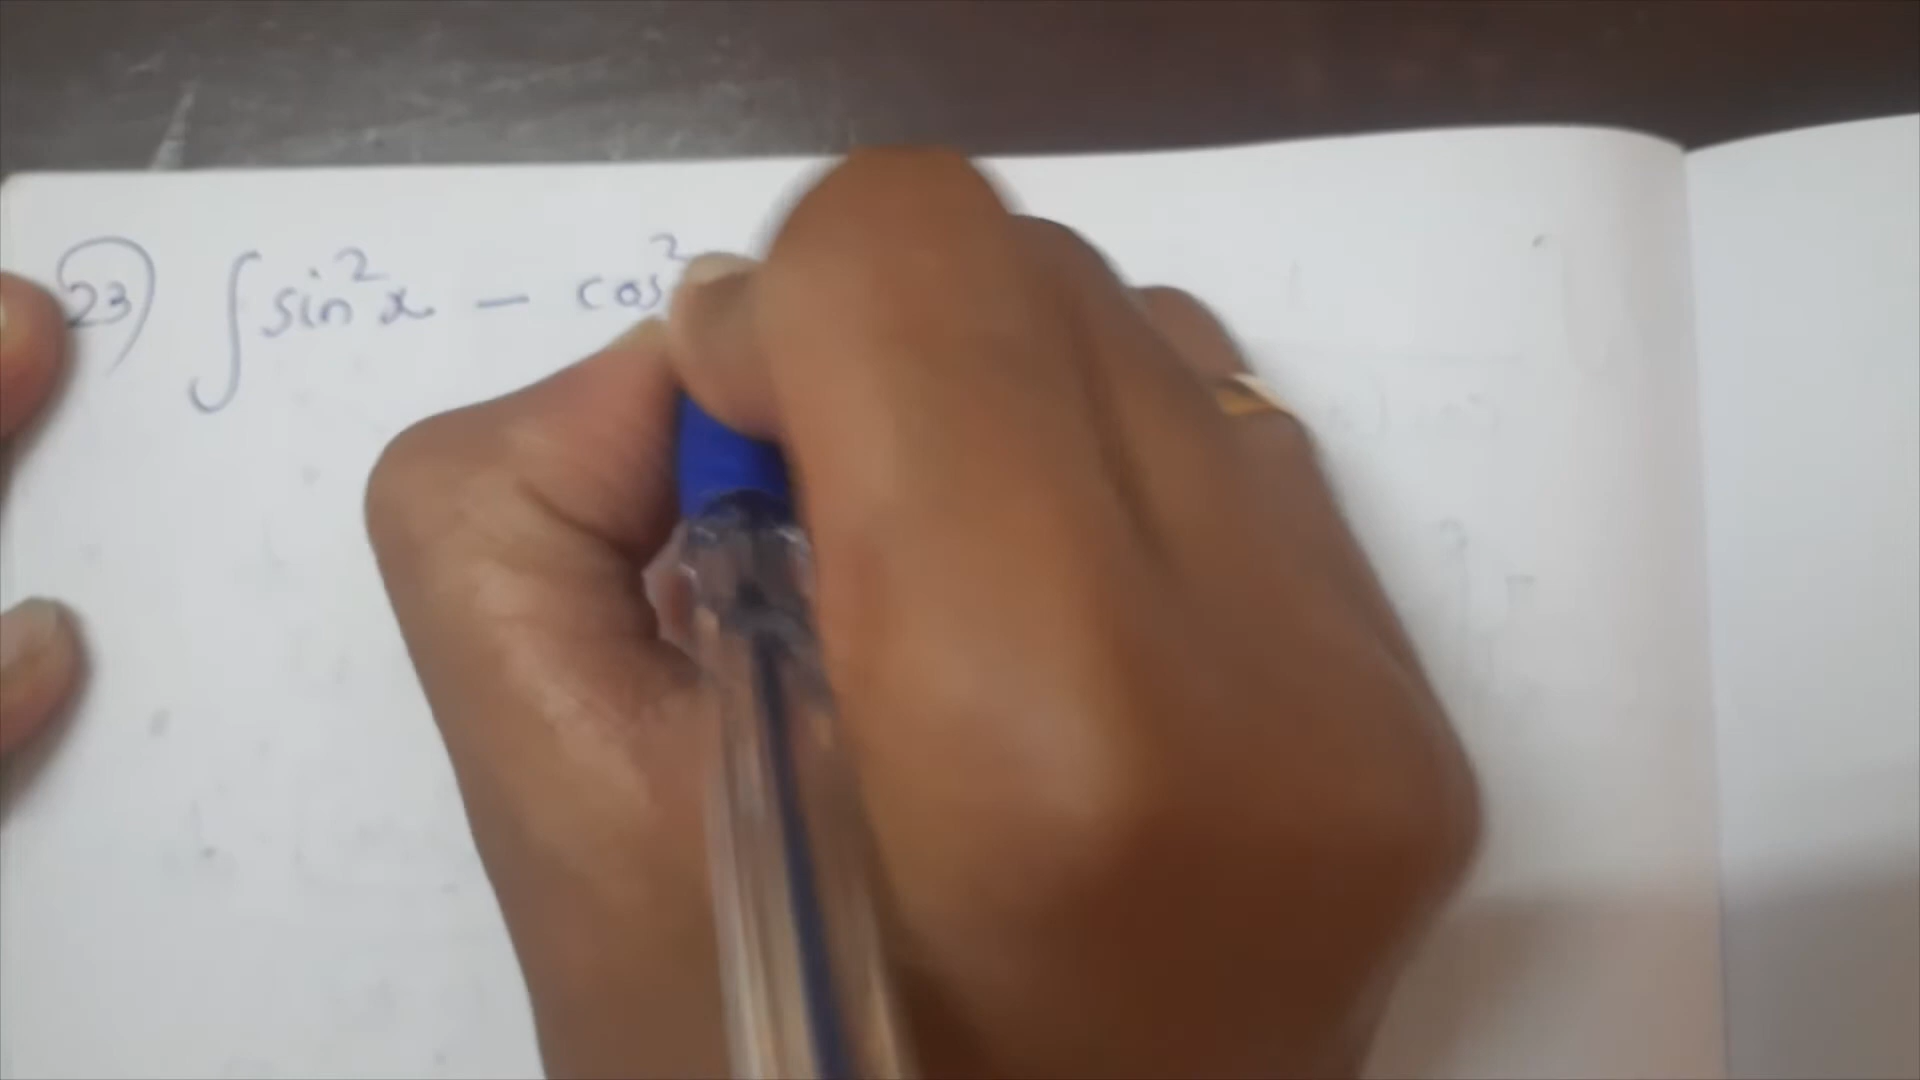 23) ∫ sin²x − cos²